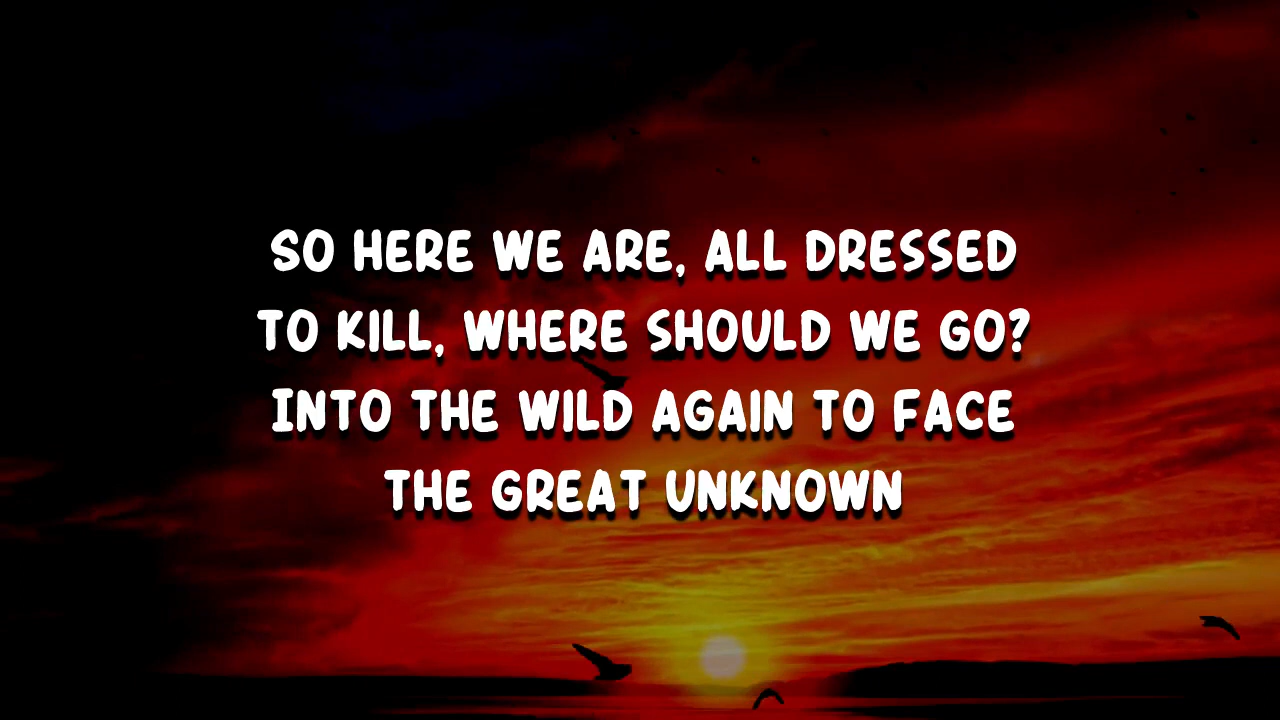 SO HERE WE ARE, ALL DRESSED
TO KILL, WHERE SHOULD WE GO?
INTO THE WILD AGAIN TO FACE
THE GREAT UNKNOWN